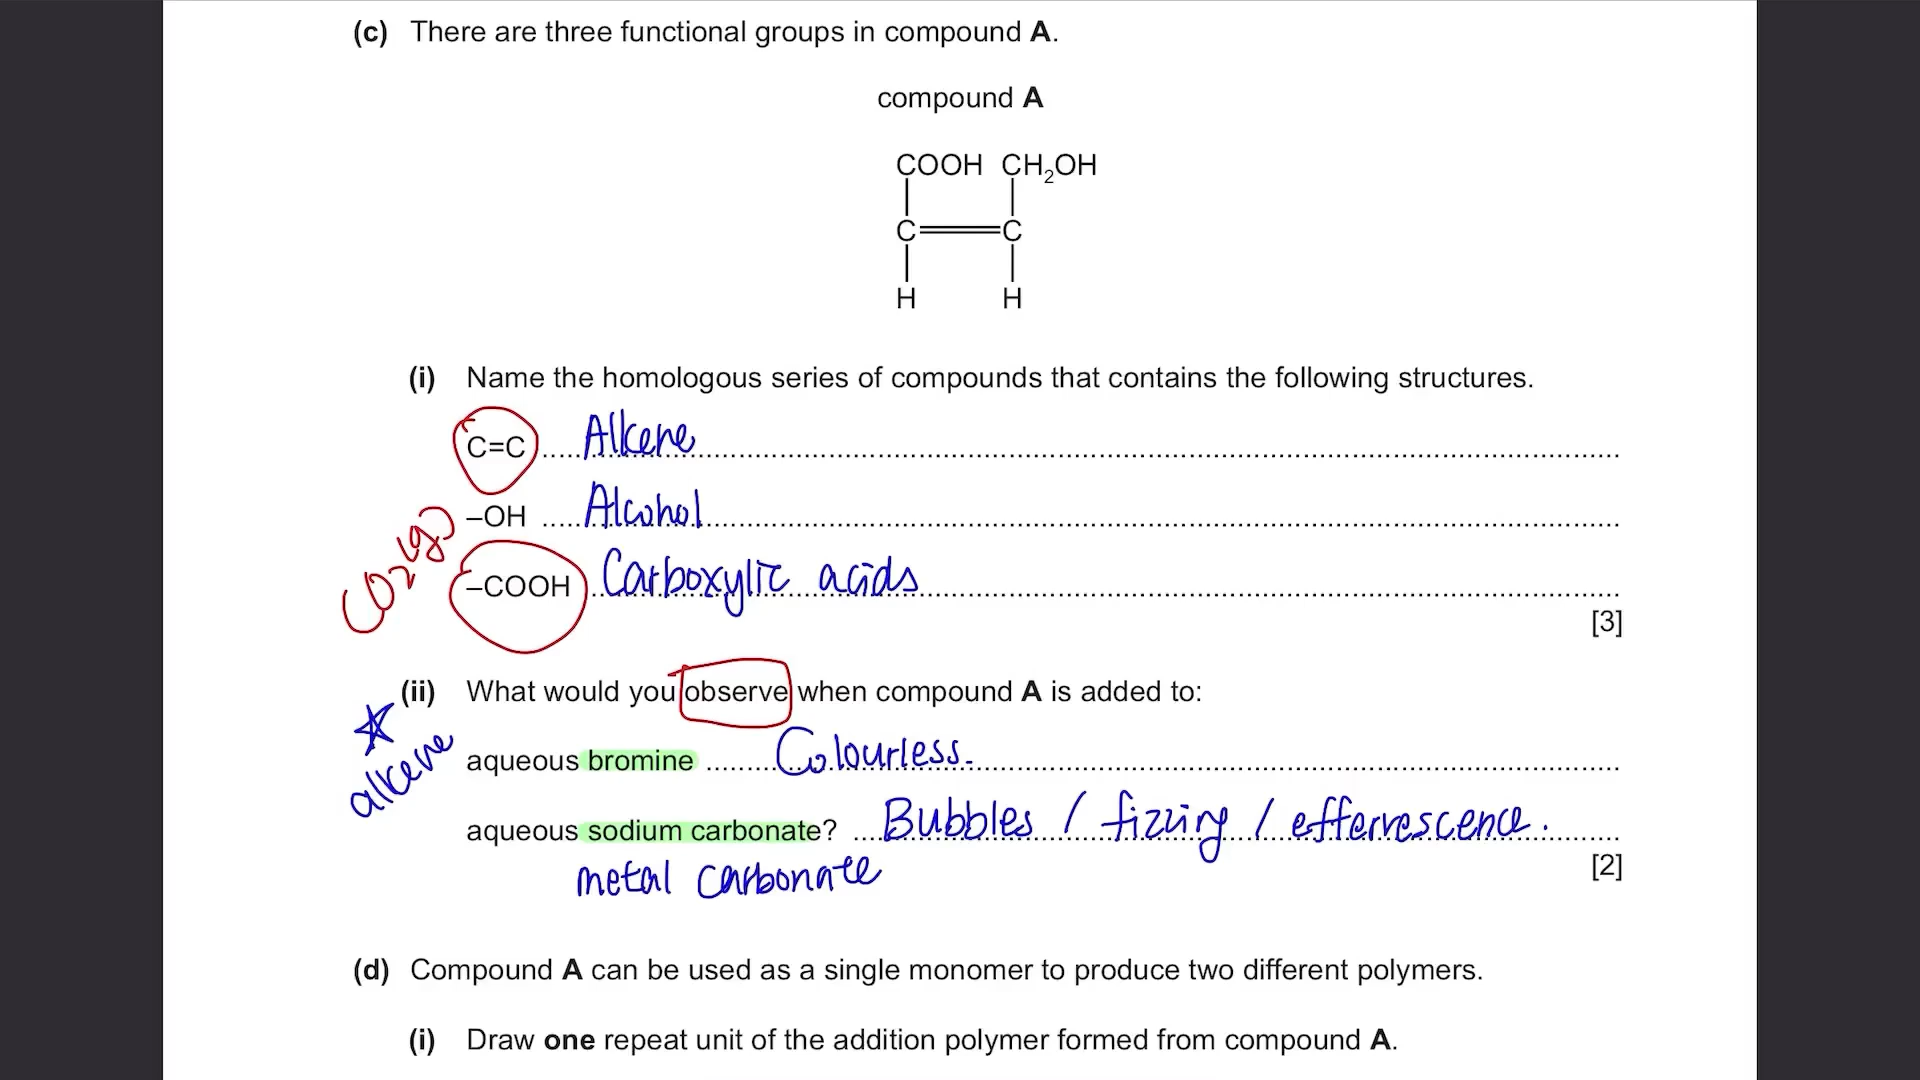 (c) There are three functional groups in compound A.
compound A
COOH CH₂OH
C=C
H H
(i) Name the homologous series of compounds that contains the following structures.
C=C ..... Alkene
–OH ..... Alcohol
CO2(g)
–COOH .. Carboxylic acids
[3]
(ii) What would you observe when compound A is added to:
alkene
aqueous bromine ..... Colourless.
aqueous sodium carbonate? .... Bubbles / fizzing / effervescence.
metal carbonate
[2]
(d) Compound A can be used as a single monomer to produce two different polymers.
(i) Draw one repeat unit of the addition polymer formed from compound A.